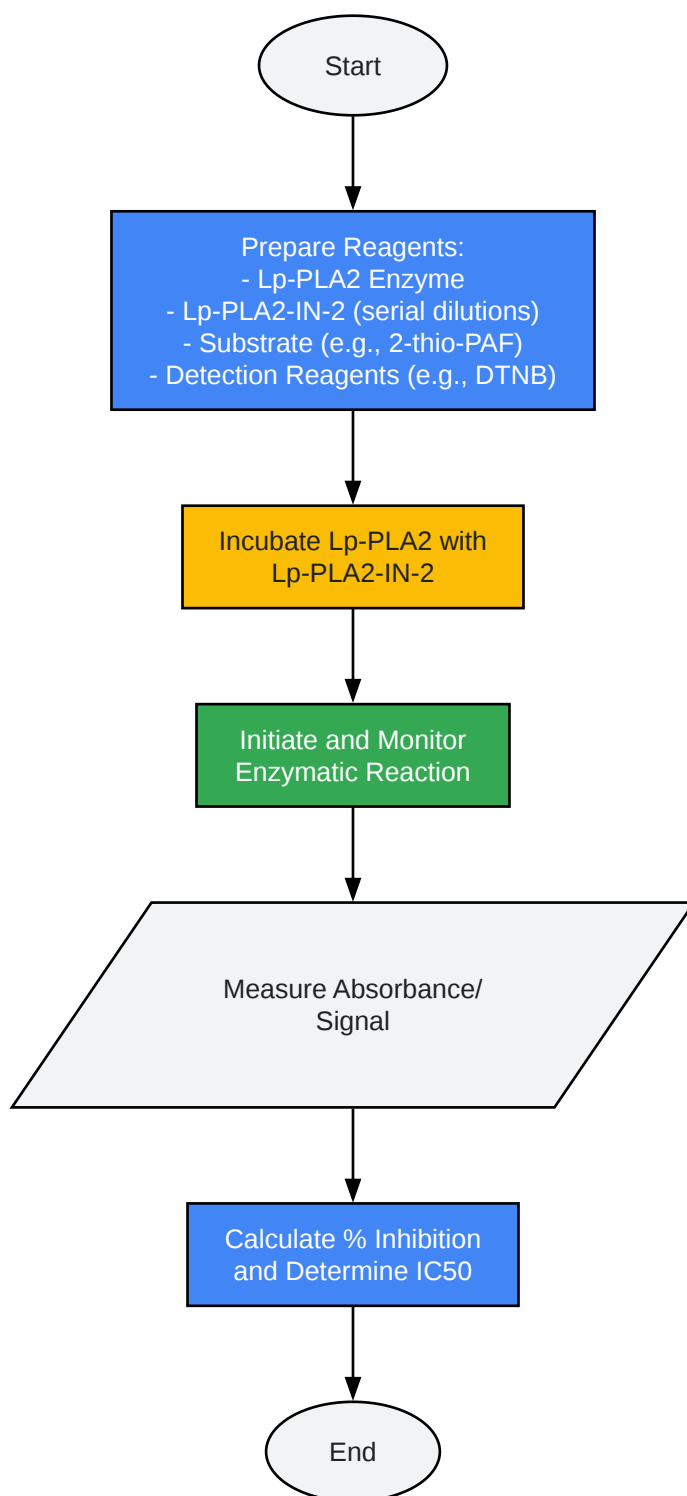 Start
Prepare Reagents:
- Lp-PLA2 Enzyme
- Lp-PLA2-IN-2 (serial dilutions)
- Substrate (e.g., 2-thio-PAF)
- Detection Reagents (e.g., DTNB)
Incubate Lp-PLA2 with
Lp-PLA2-IN-2
Initiate and Monitor
Enzymatic Reaction
Measure Absorbance/
Signal
Calculate % Inhibition
and Determine IC50
End